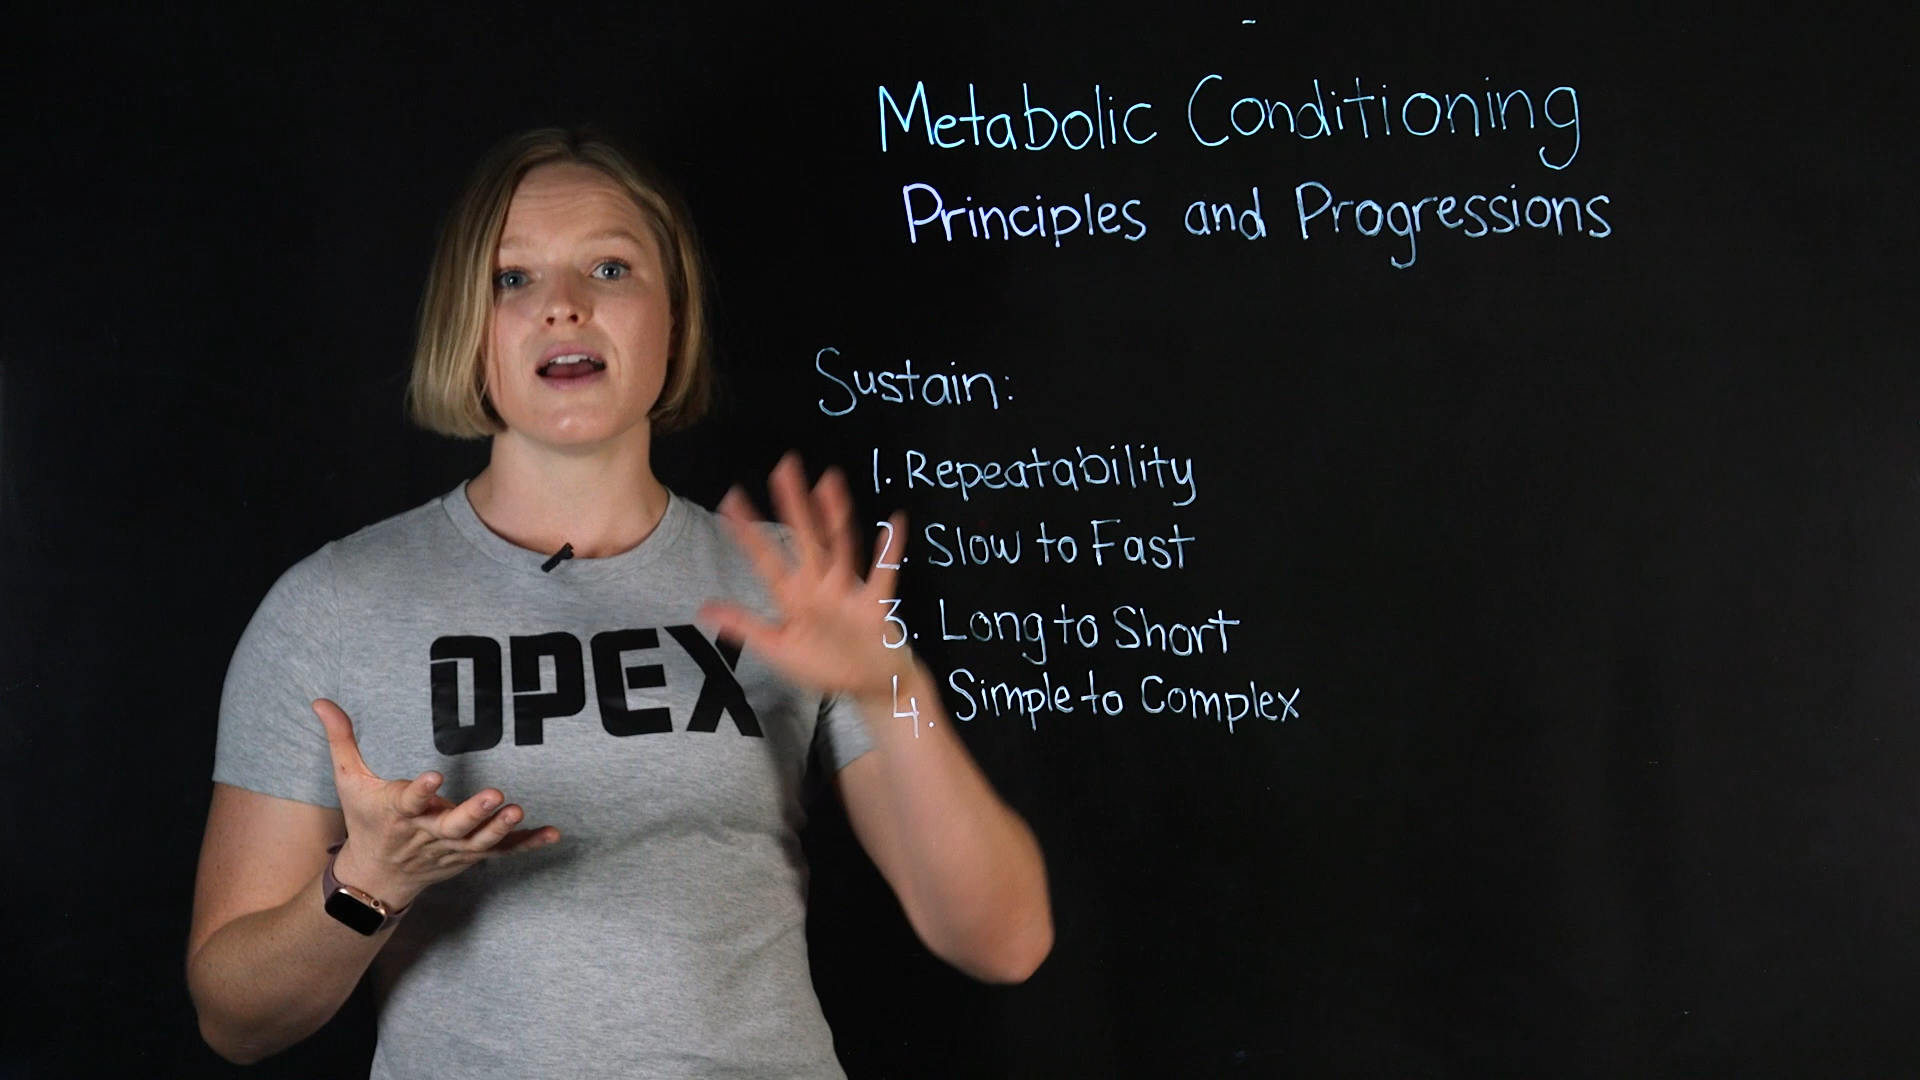 Metabolic Conditioning
Principles and Progressions
Sustain:
1. Repeatability
2. Slow to Fast
3. Long to Short
4. Simple to Complex
OPEX